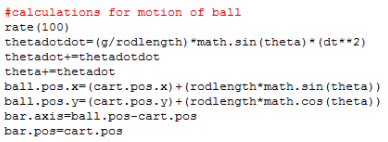 #calculations for motion of ball
rate(100)
thetadotdot=(g/rodlength)*math.sin(theta)*(dt**2)
thetadot+=thetadotdot
theta+=thetadot
ball.pos.x=(cart.pos.x)+(rodlength*math.sin(theta))
ball.pos.y=(cart.pos.y)+(rodlength*math.cos(theta))
bar.axis=ball.pos-cart.pos
bar.pos=cart.pos